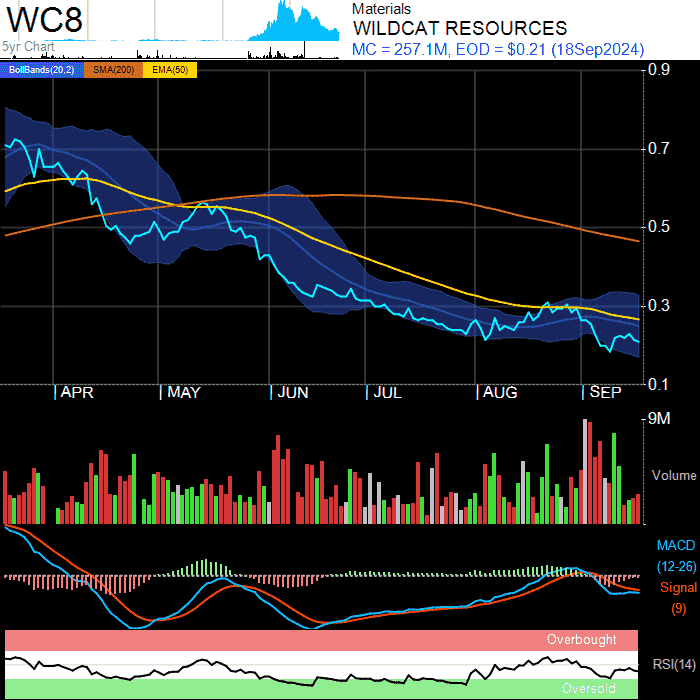 WC8
5yr Chart
Materials
WILDCAT RESOURCES
MC = 257.1M, EOD = $0.21 (18Sep2024)
BollBands(20,2) SMA(200) EMA(50)
0.9
0.7
0.5
0.3
0.1
APR MAY JUN JUL AUG SEP
9M
Volume
MACD
(12-26)
Signal
(9)
Overbought
RSI(14)
Oversold